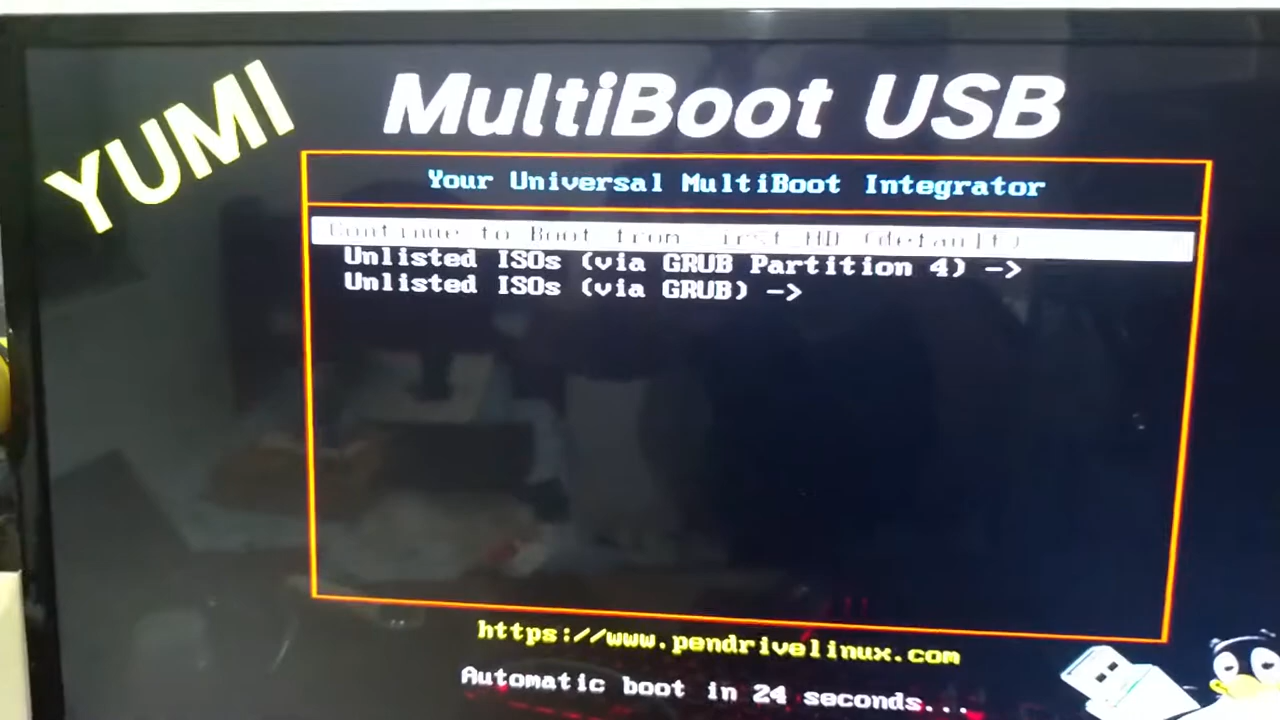 YUMI
MultiBoot USB
Your Universal MultiBoot Integrator
Continue to Boot from First HD (default)
Unlisted ISOs (via GRUB Partition 4) ->
Unlisted ISOs (via GRUB) ->
https://www.pendrivelinux.com
Automatic boot in 24 seconds...